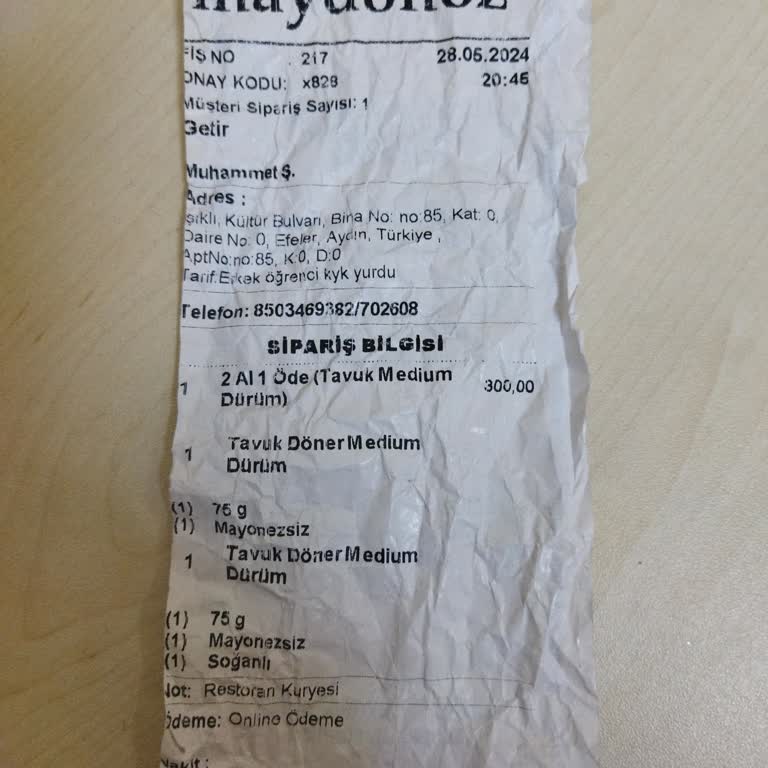 maydonoz
FİŞ NO : 217 28.05.2024
ONAY KODU: x828 20:45
Müşteri Sipariş Sayısı: 1
Getir
Muhammet Ş.
Adres :
Işıklı, Kültür Bulvarı, Bina No: no:85, Kat: 0,
Daire No: 0, Efeler, Aydın, Türkiye ,
AptNo:no:85, K:0, D:0
Tarif:Erkek öğrenci kyk yurdu
Telefon: 8503469382/702608
SİPARİŞ BİLGİSİ
1 2 Al 1 Öde (Tavuk Medium 300,00
Dürüm)
1 Tavuk Döner Medium
Dürüm
(1) 75 g
(1) Mayonezsiz
1 Tavuk Döner Medium
Dürüm
(1) 75 g
(1) Mayonezsiz
(1) Soğanlı
Not: Restoran Kuryesi
Ödeme: Online Ödeme
Nakit :